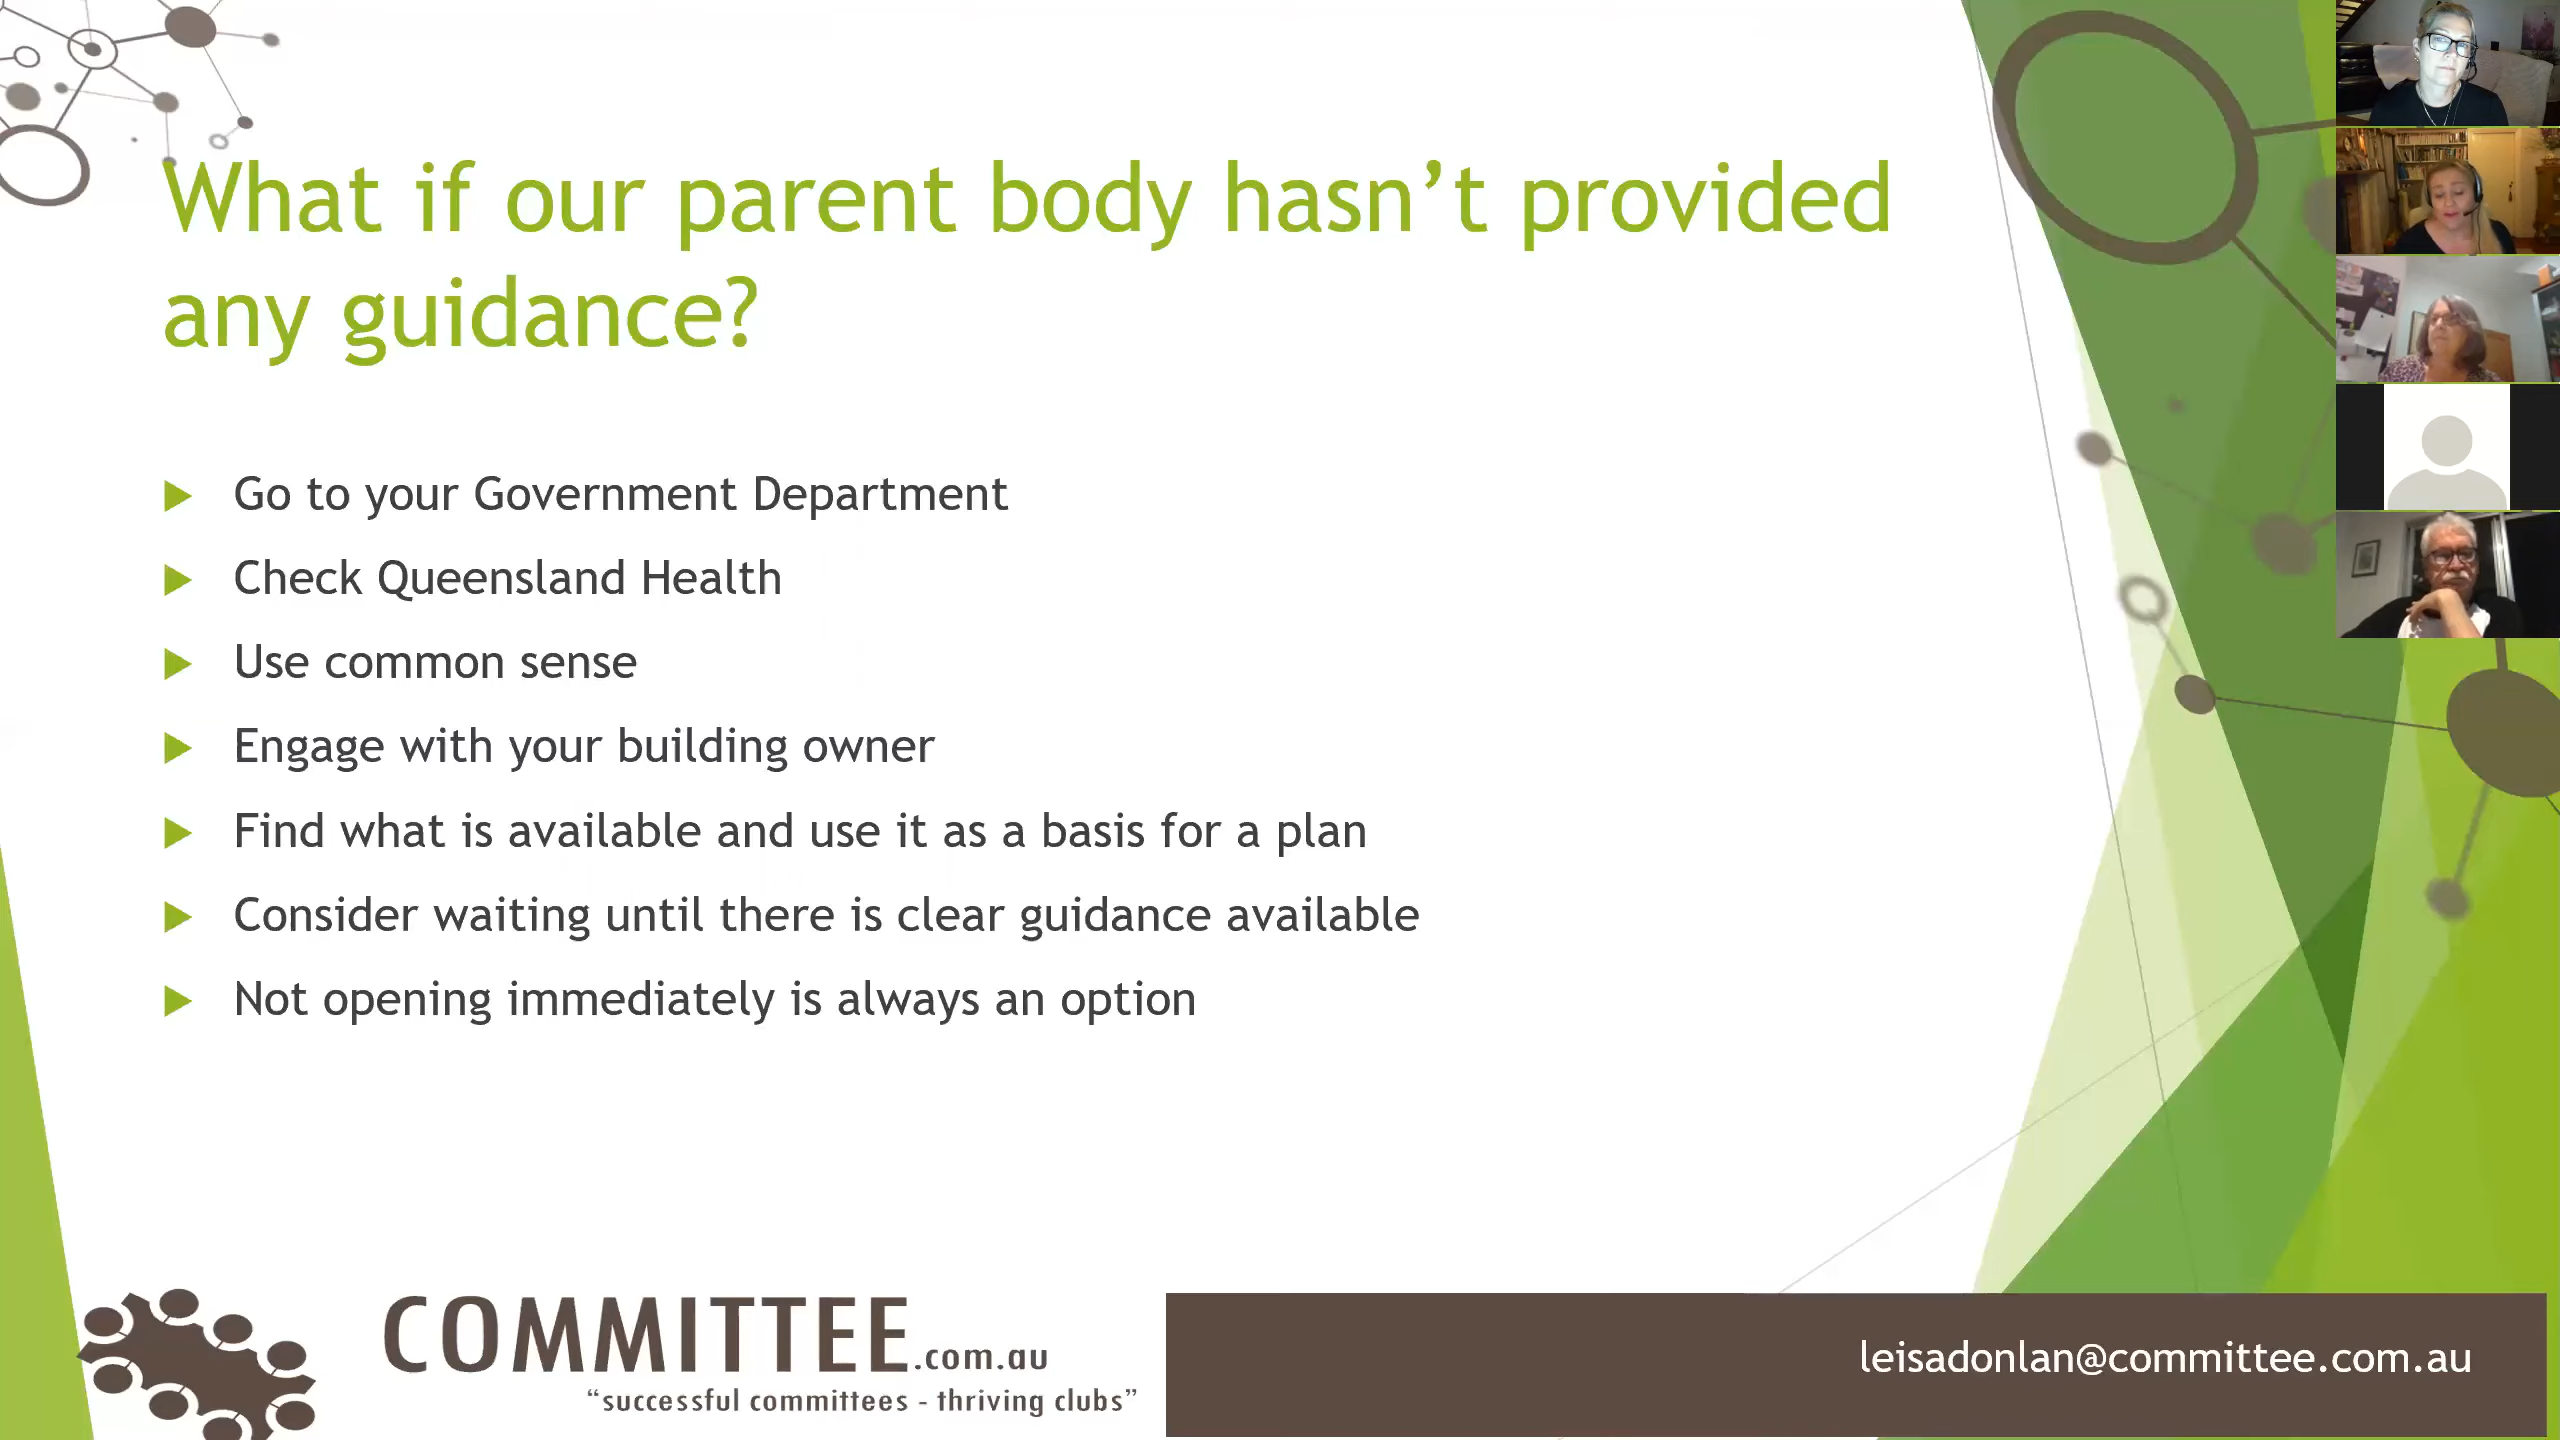 What if our parent body hasn’t provided
any guidance?
Go to your Government Department
Check Queensland Health
Use common sense
Engage with your building owner
Find what is available and use it as a basis for a plan
Consider waiting until there is clear guidance available
Not opening immediately is always an option
COMMITTEE.com.au
“successful committees - thriving clubs”
leisadonlan@committee.com.au